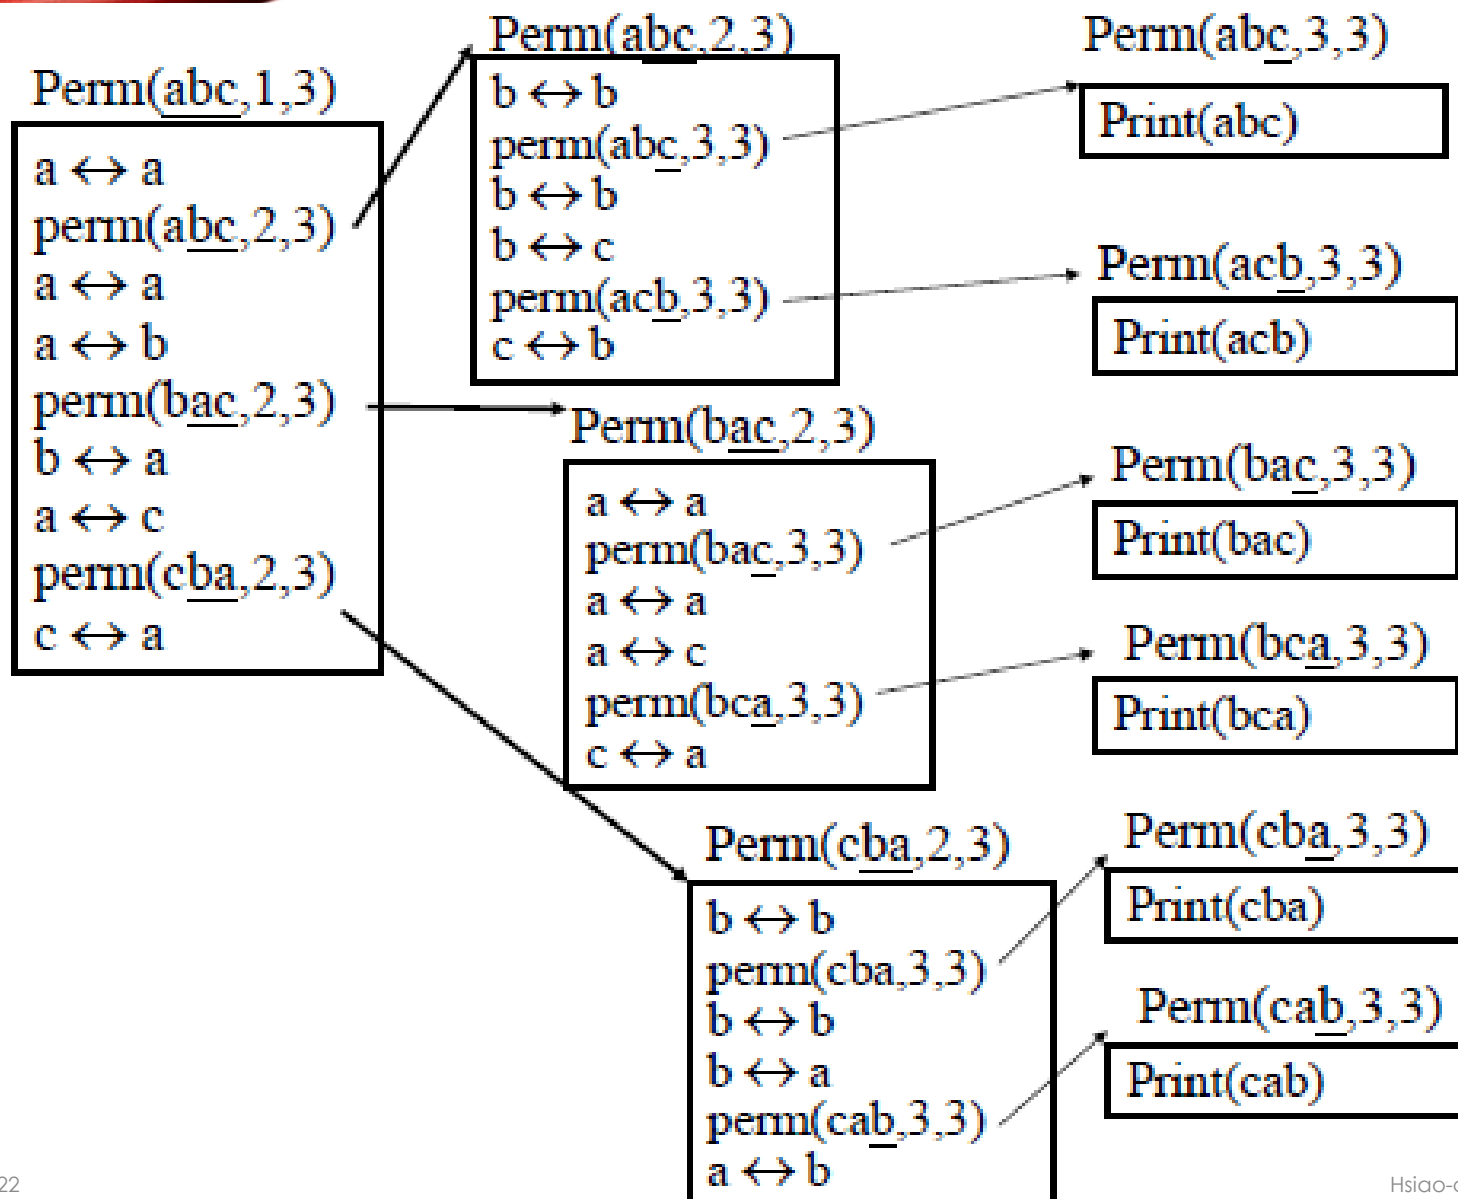 Perm(abc,1,3)
a ↔ a
perm(abc,2,3)
a ↔ a
a ↔ b
perm(bac,2,3)
b ↔ a
a ↔ c
perm(cba,2,3)
c ↔ a
Perm(abc,2,3)
b ↔ b
perm(abc,3,3)
b ↔ b
b ↔ c
perm(acb,3,3)
c ↔ b
Perm(bac,2,3)
a ↔ a
perm(bac,3,3)
a ↔ a
a ↔ c
perm(bca,3,3)
c ↔ a
Perm(cba,2,3)
b ↔ b
perm(cba,3,3)
b ↔ b
b ↔ a
perm(cab,3,3)
a ↔ b
Perm(abc,3,3)
Print(abc)
Perm(acb,3,3)
Print(acb)
Perm(bac,3,3)
Print(bac)
Perm(bca,3,3)
Print(bca)
Perm(cba,3,3)
Print(cba)
Perm(cab,3,3)
Print(cab)
22